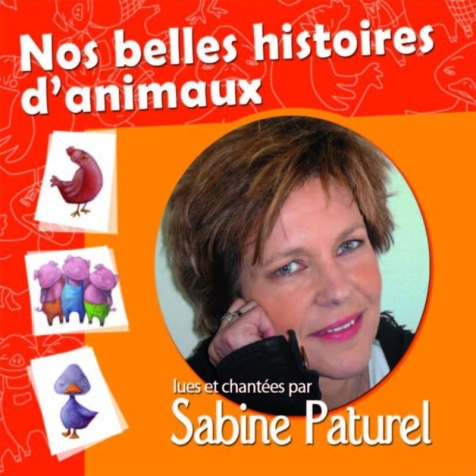 Nos belles histoires
d'animaux
lues et chantées par
Sabine Paturel